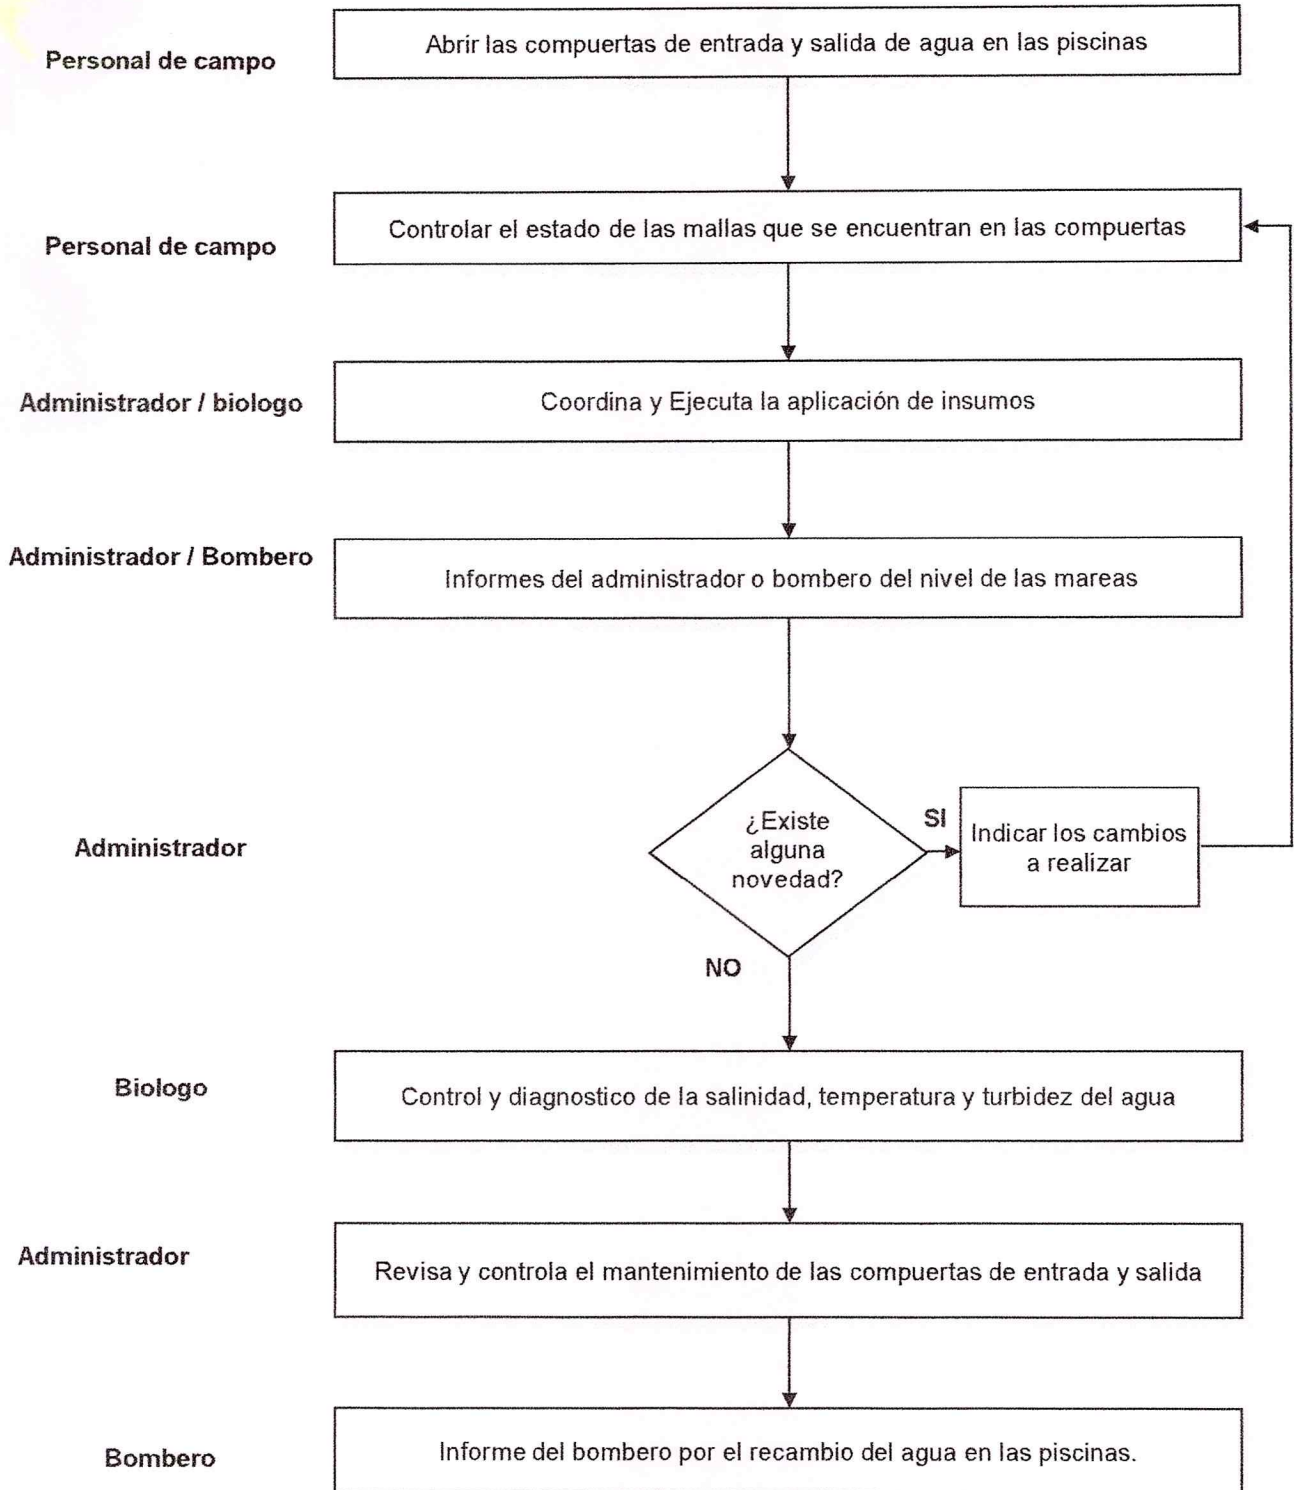 Personal de campo
Abrir las compuertas de entrada y salida de agua en las piscinas
Personal de campo
Controlar el estado de las mallas que se encuentran en las compuertas
Administrador / biologo
Coordina y Ejecuta la aplicación de insumos
Administrador / Bombero
Informes del administrador o bombero del nivel de las mareas
Administrador
¿Existe
alguna
novedad?
SI
Indicar los cambios
a realizar
NO
Biologo
Control y diagnostico de la salinidad, temperatura y turbidez del agua
Administrador
Revisa y controla el mantenimiento de las compuertas de entrada y salida
Bombero
Informe del bombero por el recambio del agua en las piscinas.